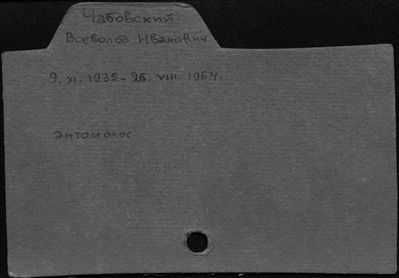 Чабовский
Всеволод Иванович
9. XI. 1932 - 26. VIII. 1964.
энтомолог